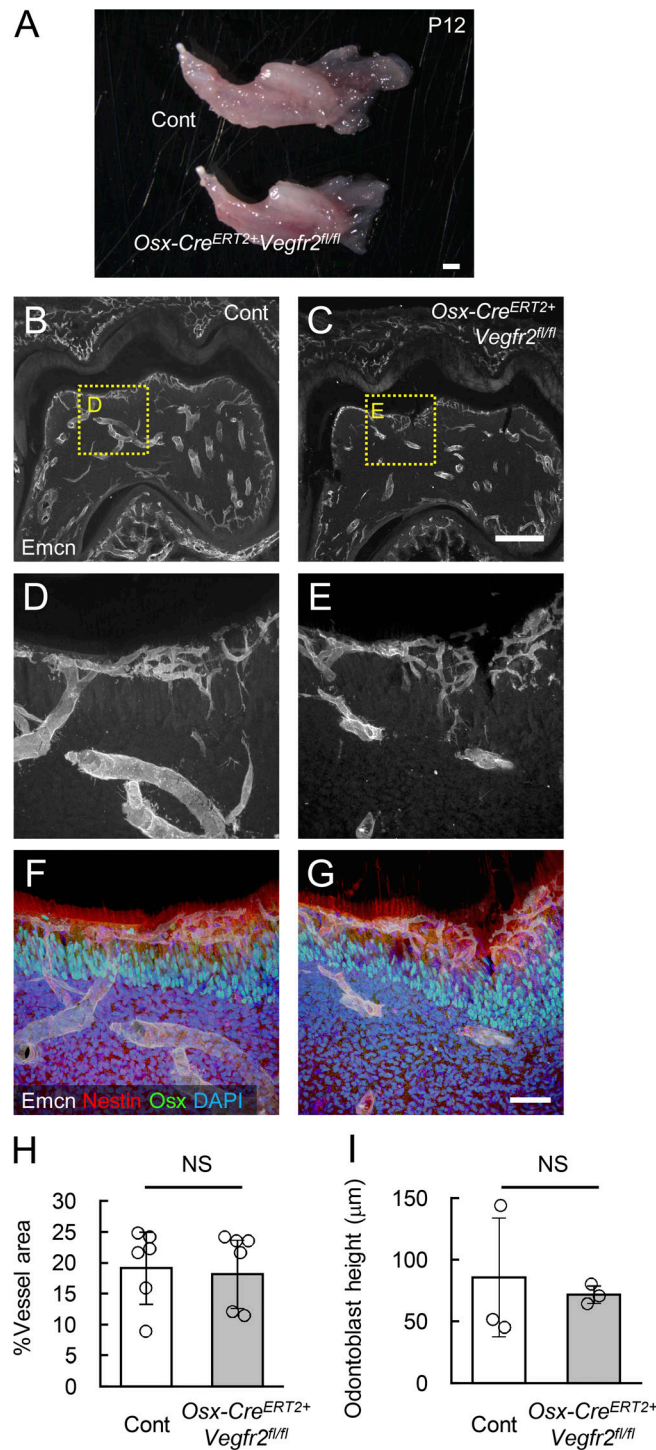 A
P12
Cont
Osx-CreERT2+Vegfr2fl/fl
B
Cont
D
Emcn
C
Osx-CreERT2+
Vegfr2fl/fl
E
D
E
F
G
Emcn Nestin Osx DAPI
H
NS
%Vessel area
30
25
20
15
10
5
0
Cont
Osx-CreERT2+
Vegfr2fl/fl
I
NS
Odontoblast height (μm)
150
100
50
0
Cont
Osx-CreERT2+
Vegfr2fl/fl